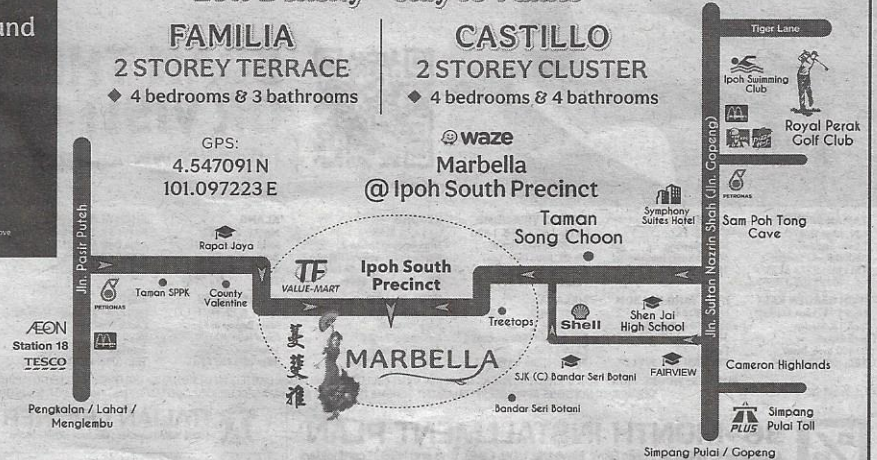 und
FAMILIA
2 STOREY TERRACE
◆ 4 bedrooms & 3 bathrooms
CASTILLO
2 STOREY CLUSTER
◆ 4 bedrooms & 4 bathrooms
GPS:
4.547091N
101.097223E
waze
Marbella
@ Ipoh South Precinct
Tiger Lane
Ipoh Swimming
Club
Royal Perak
Golf Club
Jln. Sultan Nazrin Shah (Jln. Gopeng)
PETRONAS
Sam Poh Tong
Cave
Symphony
Suites Hotel
Taman
Song Choon
Jln. Pasir Puteh
Rapat Jaya
PETRONAS
Taman SPPK
County
Valentine
TF
VALUE-MART
Ipoh South
Precinct
Treetops
Shell
Shen Jai
High School
FAIRVIEW
SJK (C) Bandar Seri Botani
Bandar Seri Botani
ÆON
Station 18
TESCO
Pengkalan / Lahat /
Menglembu
MARBELLA
Cameron Highlands
PLUS
Simpang
Pulai Toll
Simpang Pulai / Gopeng